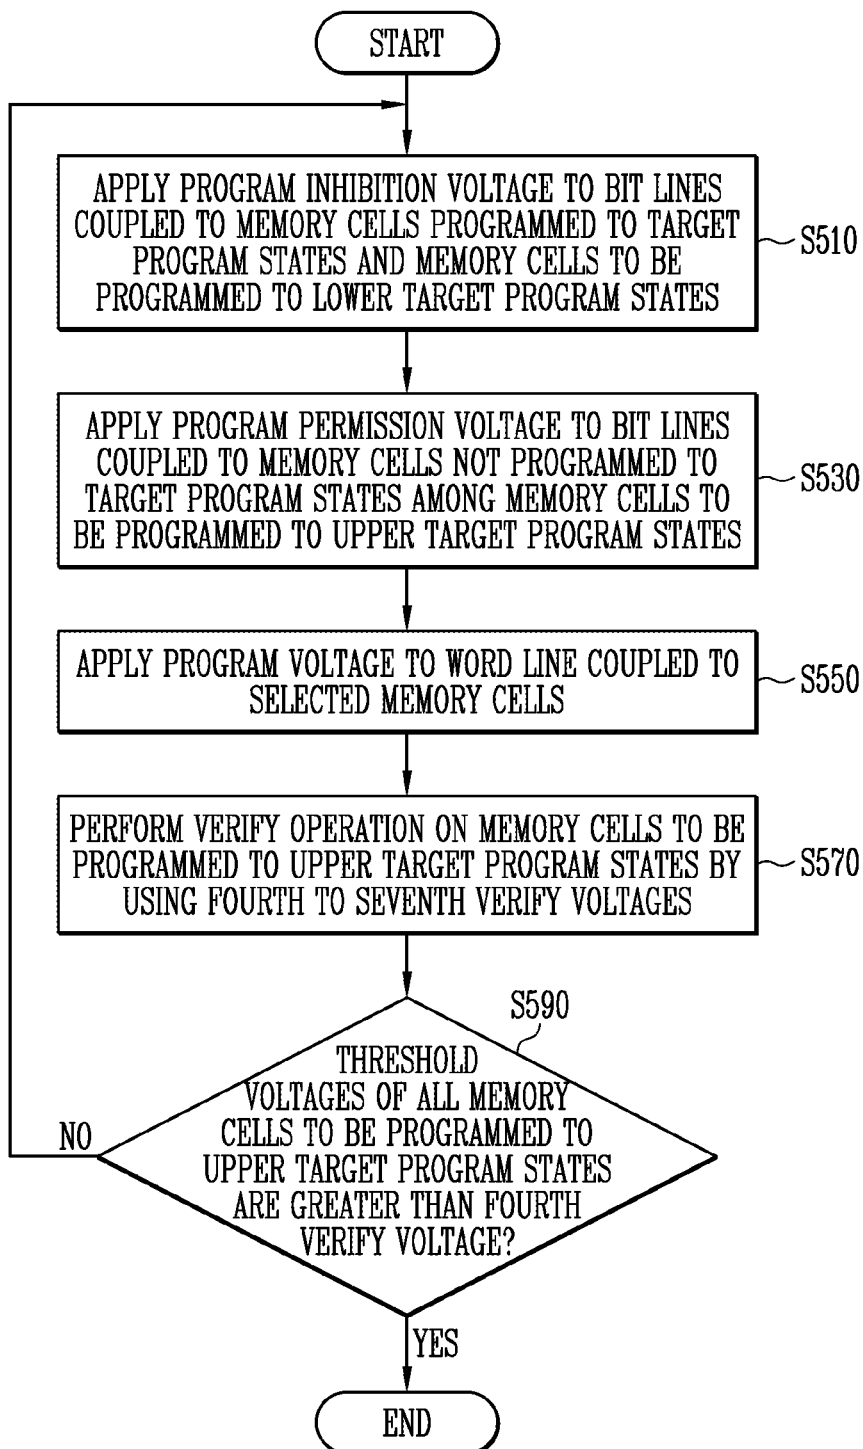 START
APPLY PROGRAM INHIBITION VOLTAGE TO BIT LINES
COUPLED TO MEMORY CELLS PROGRAMMED TO TARGET
PROGRAM STATES AND MEMORY CELLS TO BE
PROGRAMMED TO LOWER TARGET PROGRAM STATES
S510
APPLY PROGRAM PERMISSION VOLTAGE TO BIT LINES
COUPLED TO MEMORY CELLS NOT PROGRAMMED TO
TARGET PROGRAM STATES AMONG MEMORY CELLS TO
BE PROGRAMMED TO UPPER TARGET PROGRAM STATES
S530
APPLY PROGRAM VOLTAGE TO WORD LINE COUPLED TO
SELECTED MEMORY CELLS
S550
PERFORM VERIFY OPERATION ON MEMORY CELLS TO BE
PROGRAMMED TO UPPER TARGET PROGRAM STATES BY
USING FOURTH TO SEVENTH VERIFY VOLTAGES
S570
S590
THRESHOLD
VOLTAGES OF ALL MEMORY
CELLS TO BE PROGRAMMED TO
UPPER TARGET PROGRAM STATES
ARE GREATER THAN FOURTH
VERIFY VOLTAGE?
NO
YES
END